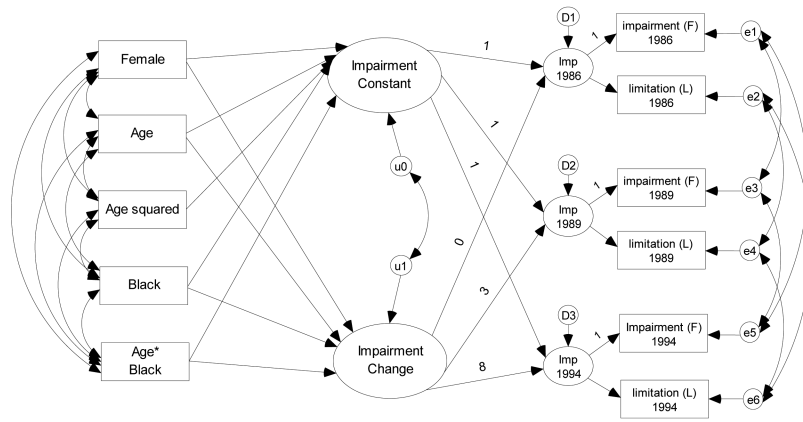 Female
Age
Age squared
Black
Age*
Black
Impairment
Constant
u0
u1
Impairment
Change
1
1
1
0
3
8
D1
Imp
1986
1
impairment (F)
1986
e1
limitation (L)
1986
e2
D2
Imp
1989
1
impairment (F)
1989
e3
limitation (L)
1989
e4
D3
Imp
1994
1
Impairment (F)
1994
e5
limitation (L)
1994
e6